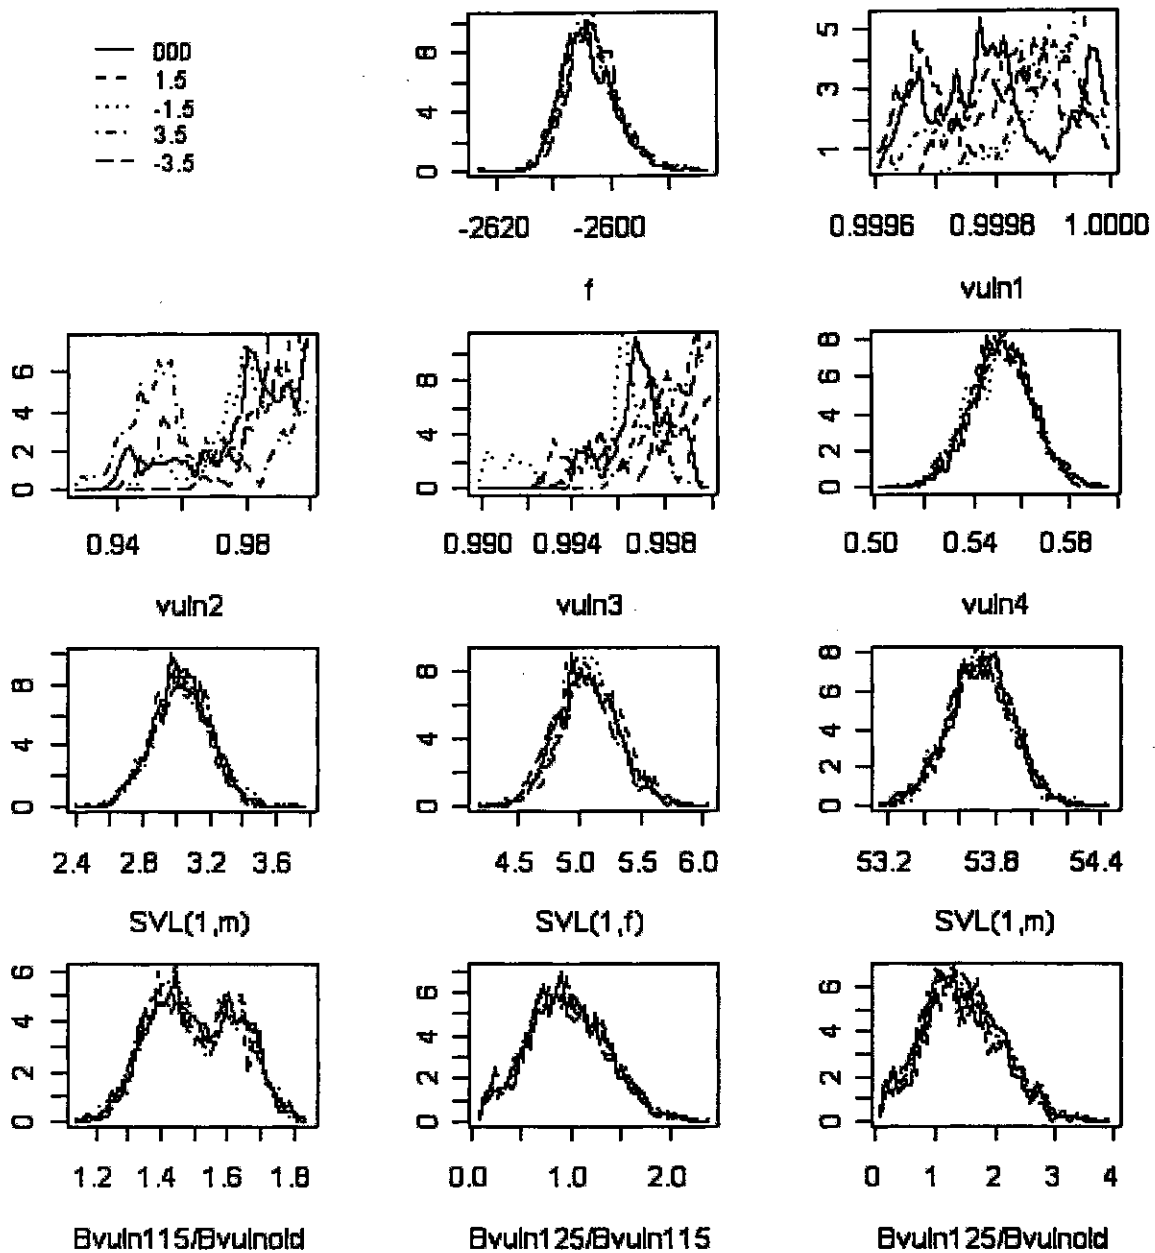 000
1.5
-1.5
3.5
-3.5
0 4 8
-2620 -2600
f
1 3 5
0.9996 0.9998 1.0000
vuln1
0 2 4 6
0.94 0.98
vuln2
0 4 8
0.990 0.994 0.998
vuln3
0 2 4 6 8
0.50 0.54 0.58
vuln4
0 4 8
2.4 2.8 3.2 3.6
SVL(1,m)
0 4 8
4.5 5.0 5.5 6.0
SVL(1,f)
0 2 4 6 8
53.2 53.8 54.4
SVL(1,m)
0 2 4 6
1.2 1.4 1.6 1.8
Bvuln115/Bvulnold
0 2 4 6
0.0 1.0 2.0
Bvuln125/Bvuln115
0 2 4 6
0 1 2 3 4
Bvuln125/Bvulnold